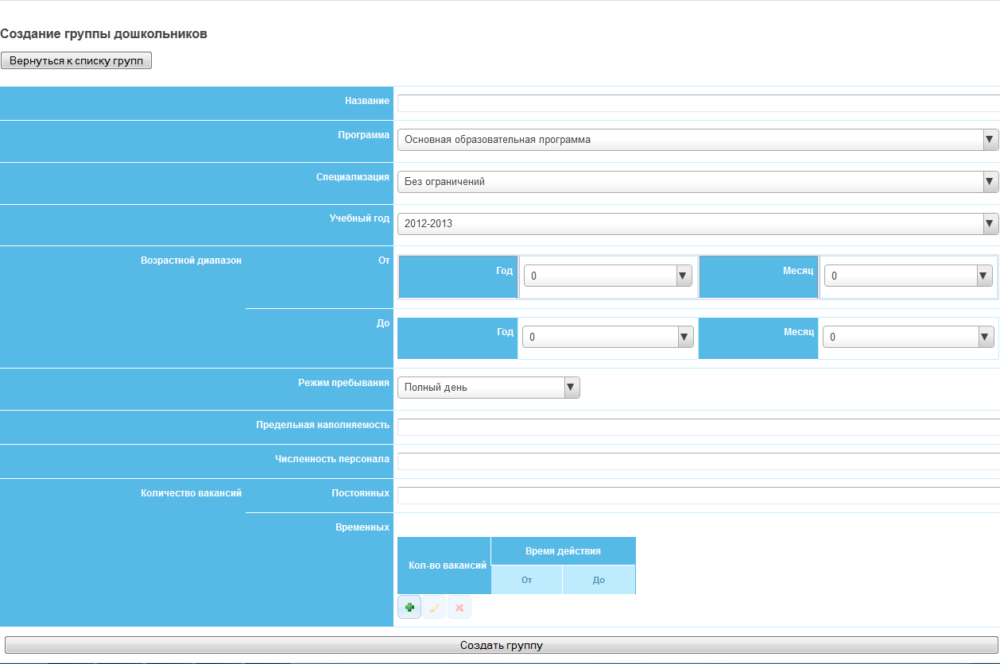 Создание группы дошкольников
Вернуться к списку групп
Название
Программа Основная образовательная программа
Специализация Без ограничений
Учебный год 2012-2013
Возрастной диапазон От Год 0 Месяц 0
До Год 0 Месяц 0
Режим пребывания Полный день
Предельная наполняемость
Численность персонала
Количество вакансий Постоянных
Временных
Кол-во вакансий Время действия
От До
Создать группу